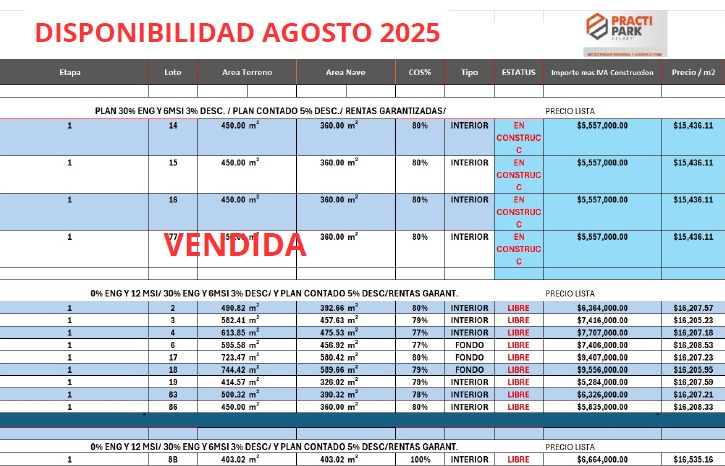 DISPONIBILIDAD AGOSTO 2025
PRACTI
PARK
Etapa Lote Area Terreno Area Nave COS% Tipo ESTATUS Importe mas IVA Construccion Precio / m2
PLAN 30% ENG Y 6MSI 3% DESC. / PLAN CONTADO 5% DESC./ RENTAS GARANTIZADAS/ PRECIO LISTA
1 14 450.00 m² 360.00 m² 80% INTERIOR EN CONSTRUC C $5,557,000.00 $15,436.11
1 15 450.00 m² 360.00 m² 80% INTERIOR EN CONSTRUC C $5,557,000.00 $15,436.11
1 16 450.00 m² 360.00 m² 80% INTERIOR EN CONSTRUC C $5,557,000.00 $15,436.11
1 360.00 m² 80% INTERIOR EN CONSTRUC C $5,557,000.00 $15,436.11
VENDIDA
0% ENG Y 12 MSI/ 30% ENG Y 6MSI 3% DESC/ Y PLAN CONTADO 5% DESC/RENTAS GARANT. PRECIO LISTA
1 2 490.82 m² 392.66 m² 80% INTERIOR LIBRE $6,364,000.00 $16,207.57
1 3 582.41 m² 457.63 m² 79% INTERIOR LIBRE $7,416,000.00 $16,205.23
1 4 613.85 m² 475.53 m² 77% INTERIOR LIBRE $7,707,000.00 $16,207.18
1 6 595.58 m² 456.92 m² 77% FONDO LIBRE $7,406,000.00 $16,208.53
1 17 723.47 m² 580.42 m² 80% FONDO LIBRE $9,407,000.00 $16,207.23
1 18 744.42 m² 589.66 m² 79% FONDO LIBRE $9,556,000.00 $16,205.95
1 19 414.57 m² 326.02 m² 79% INTERIOR LIBRE $5,284,000.00 $16,207.59
1 83 500.32 m² 390.32 m² 78% INTERIOR LIBRE $6,326,000.00 $16,207.21
1 86 450.00 m² 360.00 m² 80% INTERIOR LIBRE $5,835,000.00 $16,208.33
0% ENG Y 12 MSI/ 30% ENG Y 6MSI 3% DESC/ Y PLAN CONTADO 5% DESC/RENTAS GARANT. PRECIO LISTA
1 8B 403.02 m² 403.02 m² 100% INTERIOR LIBRE $6,664,000.00 $16,535.16